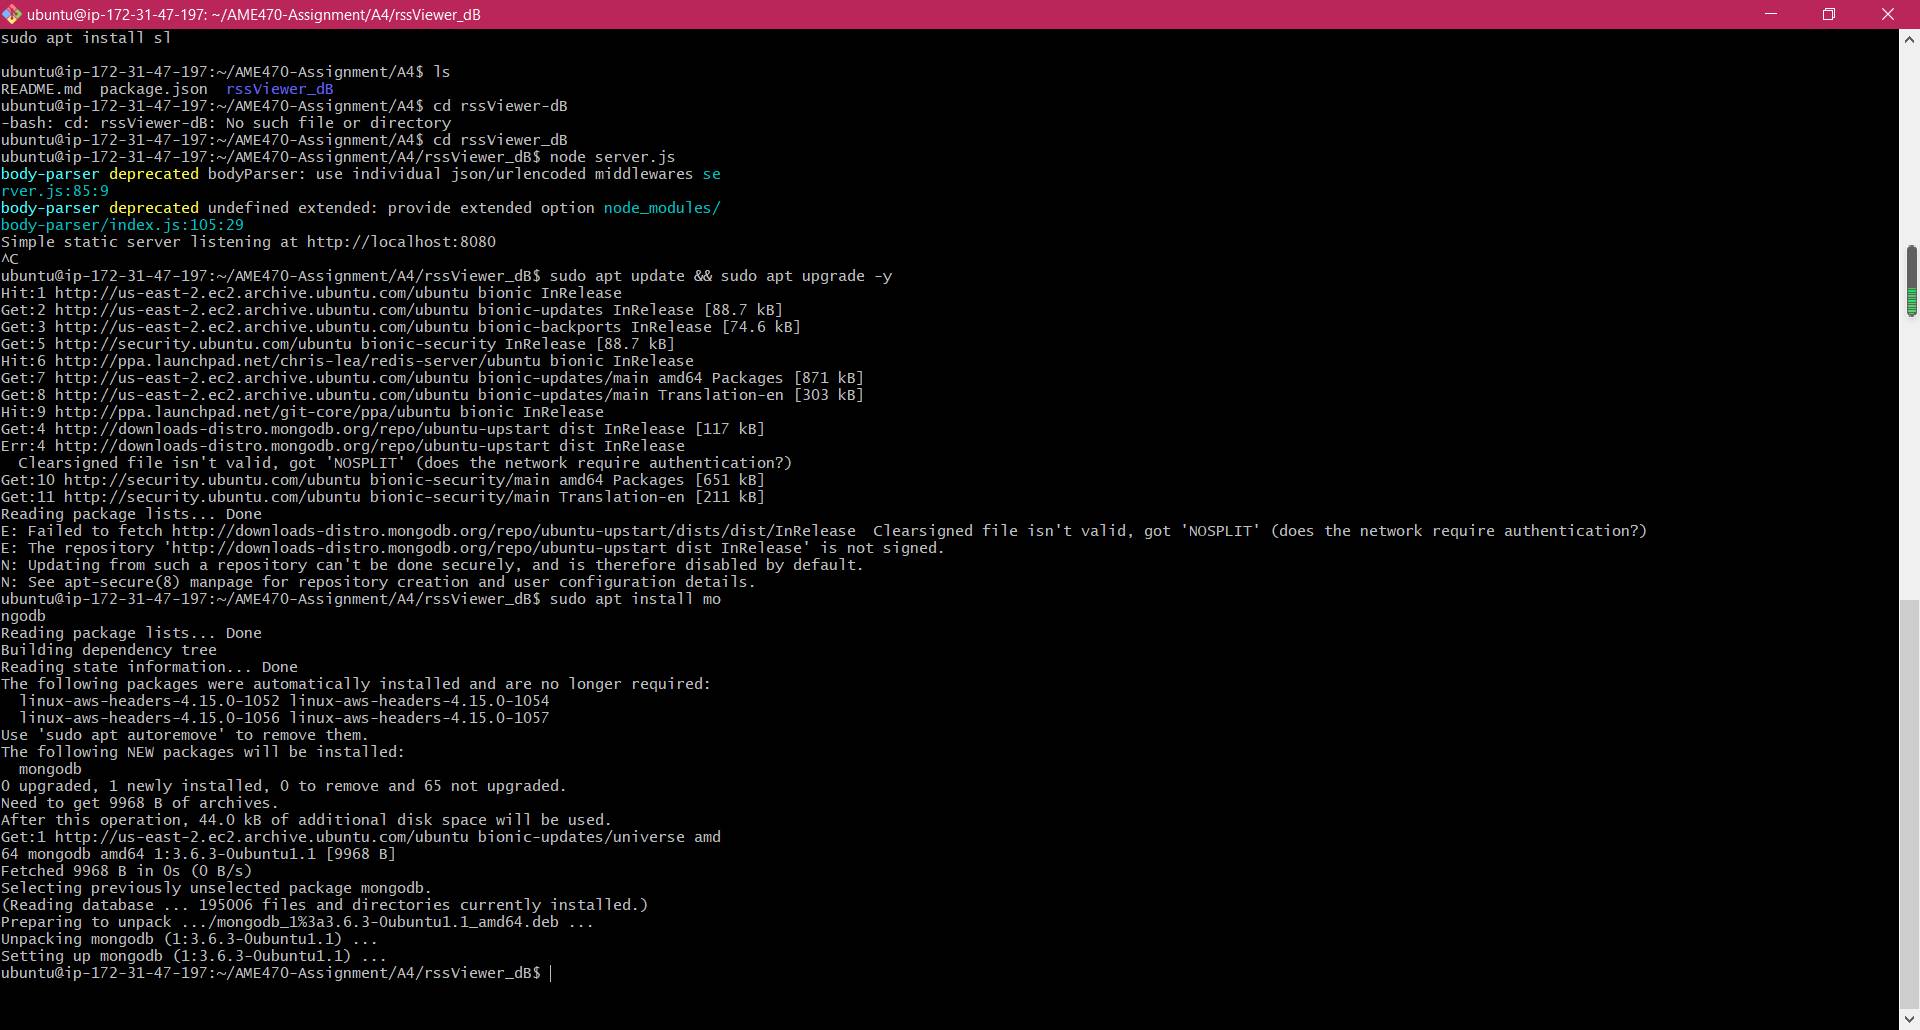 ubuntu@ip-172-31-47-197: ~/AME470-Assignment/A4/rssViewer_dB
sudo apt install sl
ubuntu@ip-172-31-47-197:~/AME470-Assignment/A4$ ls
README.md  package.json  rssViewer_dB
ubuntu@ip-172-31-47-197:~/AME470-Assignment/A4$ cd rssViewer-dB
-bash: cd: rssViewer-dB: No such file or directory
ubuntu@ip-172-31-47-197:~/AME470-Assignment/A4$ cd rssViewer_dB
ubuntu@ip-172-31-47-197:~/AME470-Assignment/A4/rssViewer_dB$ node server.js
body-parser deprecated bodyParser: use individual json/urlencoded middlewares se
rver.js:85:9
body-parser deprecated undefined extended: provide extended option node_modules/
body-parser/index.js:105:29
Simple static server listening at http://localhost:8080
^C
ubuntu@ip-172-31-47-197:~/AME470-Assignment/A4/rssViewer_dB$ sudo apt update && sudo apt upgrade -y
Hit:1 http://us-east-2.ec2.archive.ubuntu.com/ubuntu bionic InRelease
Get:2 http://us-east-2.ec2.archive.ubuntu.com/ubuntu bionic-updates InRelease [88.7 kB]
Get:3 http://us-east-2.ec2.archive.ubuntu.com/ubuntu bionic-backports InRelease [74.6 kB]
Get:5 http://security.ubuntu.com/ubuntu bionic-security InRelease [88.7 kB]
Hit:6 http://ppa.launchpad.net/chris-lea/redis-server/ubuntu bionic InRelease
Get:7 http://us-east-2.ec2.archive.ubuntu.com/ubuntu bionic-updates/main amd64 Packages [871 kB]
Get:8 http://us-east-2.ec2.archive.ubuntu.com/ubuntu bionic-updates/main Translation-en [303 kB]
Hit:9 http://ppa.launchpad.net/git-core/ppa/ubuntu bionic InRelease
Get:4 http://downloads-distro.mongodb.org/repo/ubuntu-upstart dist InRelease [117 kB]
Err:4 http://downloads-distro.mongodb.org/repo/ubuntu-upstart dist InRelease
  Clearsigned file isn't valid, got 'NOSPLIT' (does the network require authentication?)
Get:10 http://security.ubuntu.com/ubuntu bionic-security/main amd64 Packages [651 kB]
Get:11 http://security.ubuntu.com/ubuntu bionic-security/main Translation-en [211 kB]
Reading package lists... Done
E: Failed to fetch http://downloads-distro.mongodb.org/repo/ubuntu-upstart/dists/dist/InRelease  Clearsigned file isn't valid, got 'NOSPLIT' (does the network require authentication?)
E: The repository 'http://downloads-distro.mongodb.org/repo/ubuntu-upstart dist InRelease' is not signed.
N: Updating from such a repository can't be done securely, and is therefore disabled by default.
N: See apt-secure(8) manpage for repository creation and user configuration details.
ubuntu@ip-172-31-47-197:~/AME470-Assignment/A4/rssViewer_dB$ sudo apt install mo
ngodb
Reading package lists... Done
Building dependency tree
Reading state information... Done
The following packages were automatically installed and are no longer required:
  linux-aws-headers-4.15.0-1052 linux-aws-headers-4.15.0-1054
  linux-aws-headers-4.15.0-1056 linux-aws-headers-4.15.0-1057
Use 'sudo apt autoremove' to remove them.
The following NEW packages will be installed:
  mongodb
0 upgraded, 1 newly installed, 0 to remove and 65 not upgraded.
Need to get 9968 B of archives.
After this operation, 44.0 kB of additional disk space will be used.
Get:1 http://us-east-2.ec2.archive.ubuntu.com/ubuntu bionic-updates/universe amd
64 mongodb amd64 1:3.6.3-0ubuntu1.1 [9968 B]
Fetched 9968 B in 0s (0 B/s)
Selecting previously unselected package mongodb.
(Reading database ... 195006 files and directories currently installed.)
Preparing to unpack .../mongodb_1%3a3.6.3-0ubuntu1.1_amd64.deb ...
Unpacking mongodb (1:3.6.3-0ubuntu1.1) ...
Setting up mongodb (1:3.6.3-0ubuntu1.1) ...
ubuntu@ip-172-31-47-197:~/AME470-Assignment/A4/rssViewer_dB$